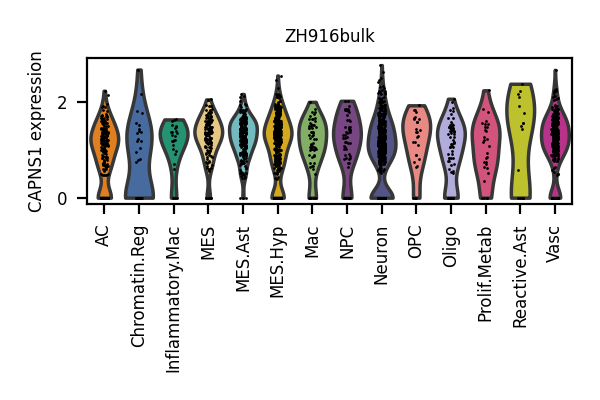 ZH916bulk
CAPNS1 expression
2
0
AC
Chromatin.Reg
Inflammatory.Mac
MES
MES.Ast
MES.Hyp
Mac
NPC
Neuron
OPC
Oligo
Prolif.Metab
Reactive.Ast
Vasc